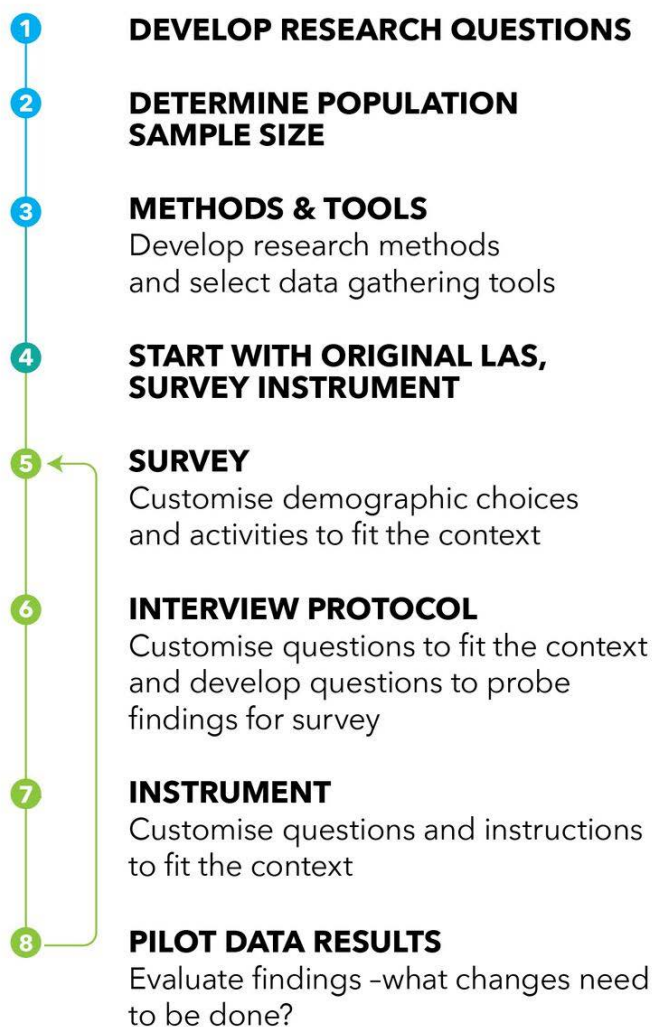 1 DEVELOP RESEARCH QUESTIONS
2 DETERMINE POPULATION
SAMPLE SIZE
3 METHODS & TOOLS
Develop research methods
and select data gathering tools
4 START WITH ORIGINAL LAS,
SURVEY INSTRUMENT
5 SURVEY
Customise demographic choices
and activities to fit the context
6 INTERVIEW PROTOCOL
Customise questions to fit the context
and develop questions to probe
findings for survey
7 INSTRUMENT
Customise questions and instructions
to fit the context
8 PILOT DATA RESULTS
Evaluate findings –what changes need
to be done?